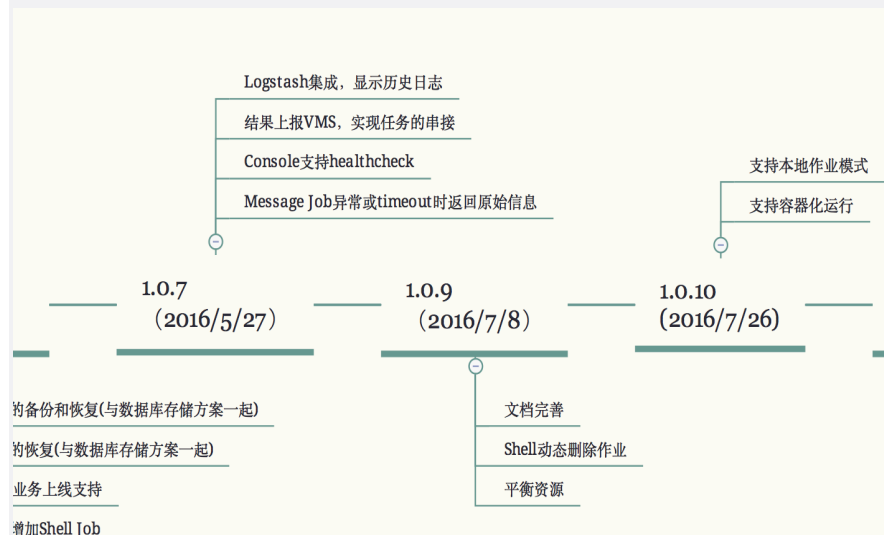 Logstash集成，显示历史日志
结果上报VMS，实现任务的串接
Console支持healthcheck
Message Job异常或timeout时返回原始信息
支持本地作业模式
支持容器化运行
1.0.7
（2016/5/27）
1.0.9
（2016/7/8）
1.0.10
(2016/7/26)
的备份和恢复(与数据库存储方案一起)
的恢复(与数据库存储方案一起)
业务上线支持
增加Shell Job
文档完善
Shell动态删除作业
平衡资源